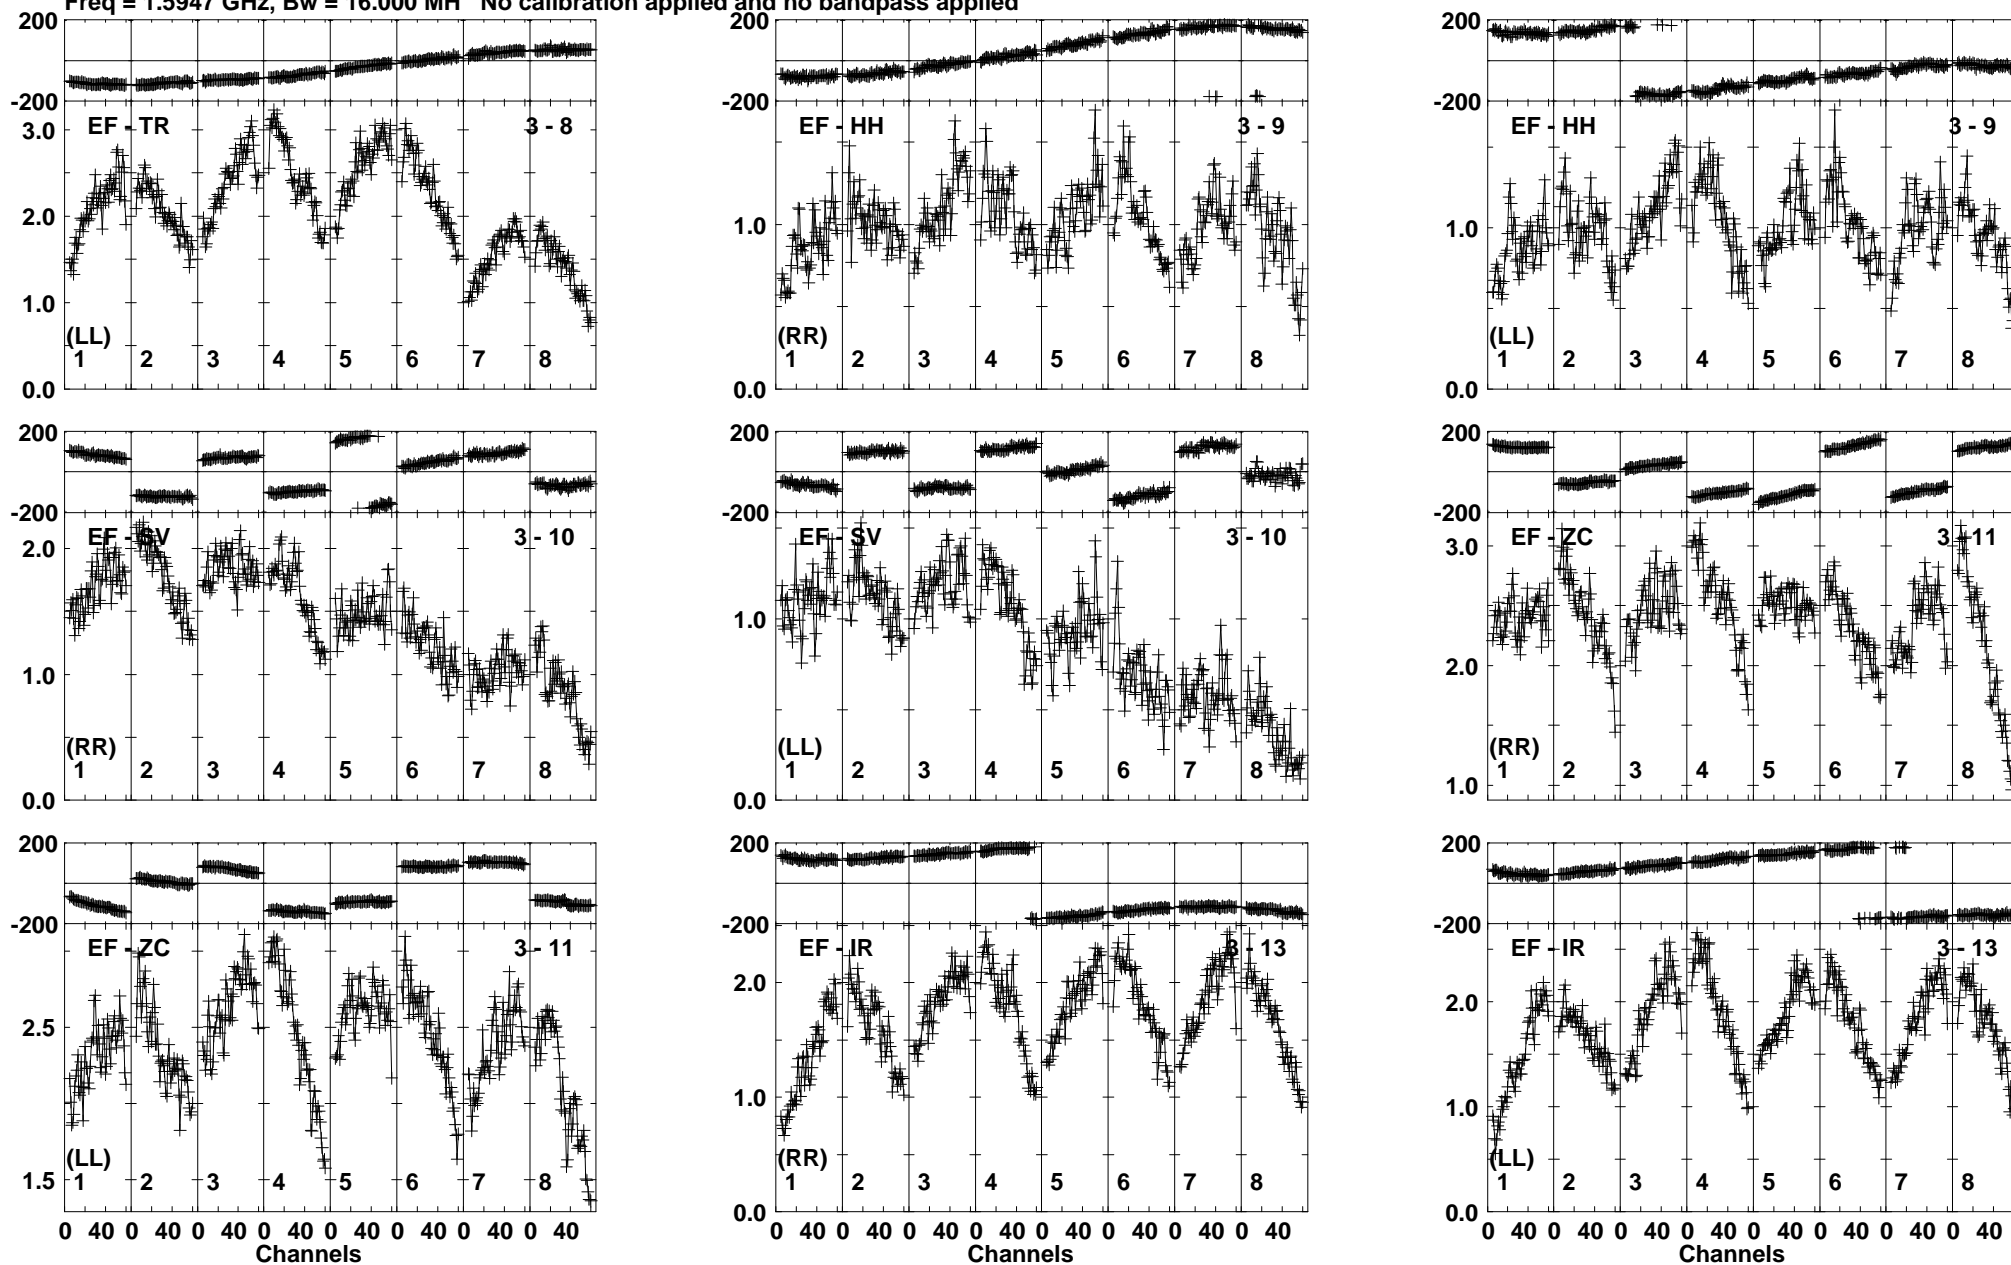 Freq = 1.5947 GHz, Bw = 16.000 MH No calibration applied and no bandpass applied
200 200 200
-200 -200 -200
EF - TR 3 - 8 EF - HH 3 - 9 EF - HH 3 - 9
3.0
2.0 1.0 1.0
1.0
(LL) (RR) (LL)
1 2 3 4 5 6 7 8 1 2 3 4 5 6 7 8 1 2 3 4 5 6 7 8
0.0 0.0 0.0
200 200 200
-200 -200 -200
EF - SV 3 - 10 EF - SV 3 - 10 EF - ZC 3 - 11
2.0 3.0
1.0 1.0 2.0
(RR) (LL) (RR)
1 2 3 4 5 6 7 8 1 2 3 4 5 6 7 8 1 2 3 4 5 6 7 8
0.0 0.0 1.0
200 200 200
-200 -200 -200
EF - ZC 3 - 11 EF - IR 3 - 13 EF - IR 3 - 13
2.5 2.0 2.0
1.0 1.0
(LL) (RR) (LL)
1.5 1 2 3 4 5 6 7 8 1 2 3 4 5 6 7 8 1 2 3 4 5 6 7 8
0.0 0.0
0 40 0 40 0 40 0 40 0 40 0 40 0 40 0 40 0 40 0 40 0 40 0 40 0 40 0 40 0 40 0 40 0 40 0 40 0 40 0 40 0 40 0 40 0 40 0 40
Channels Channels Channels